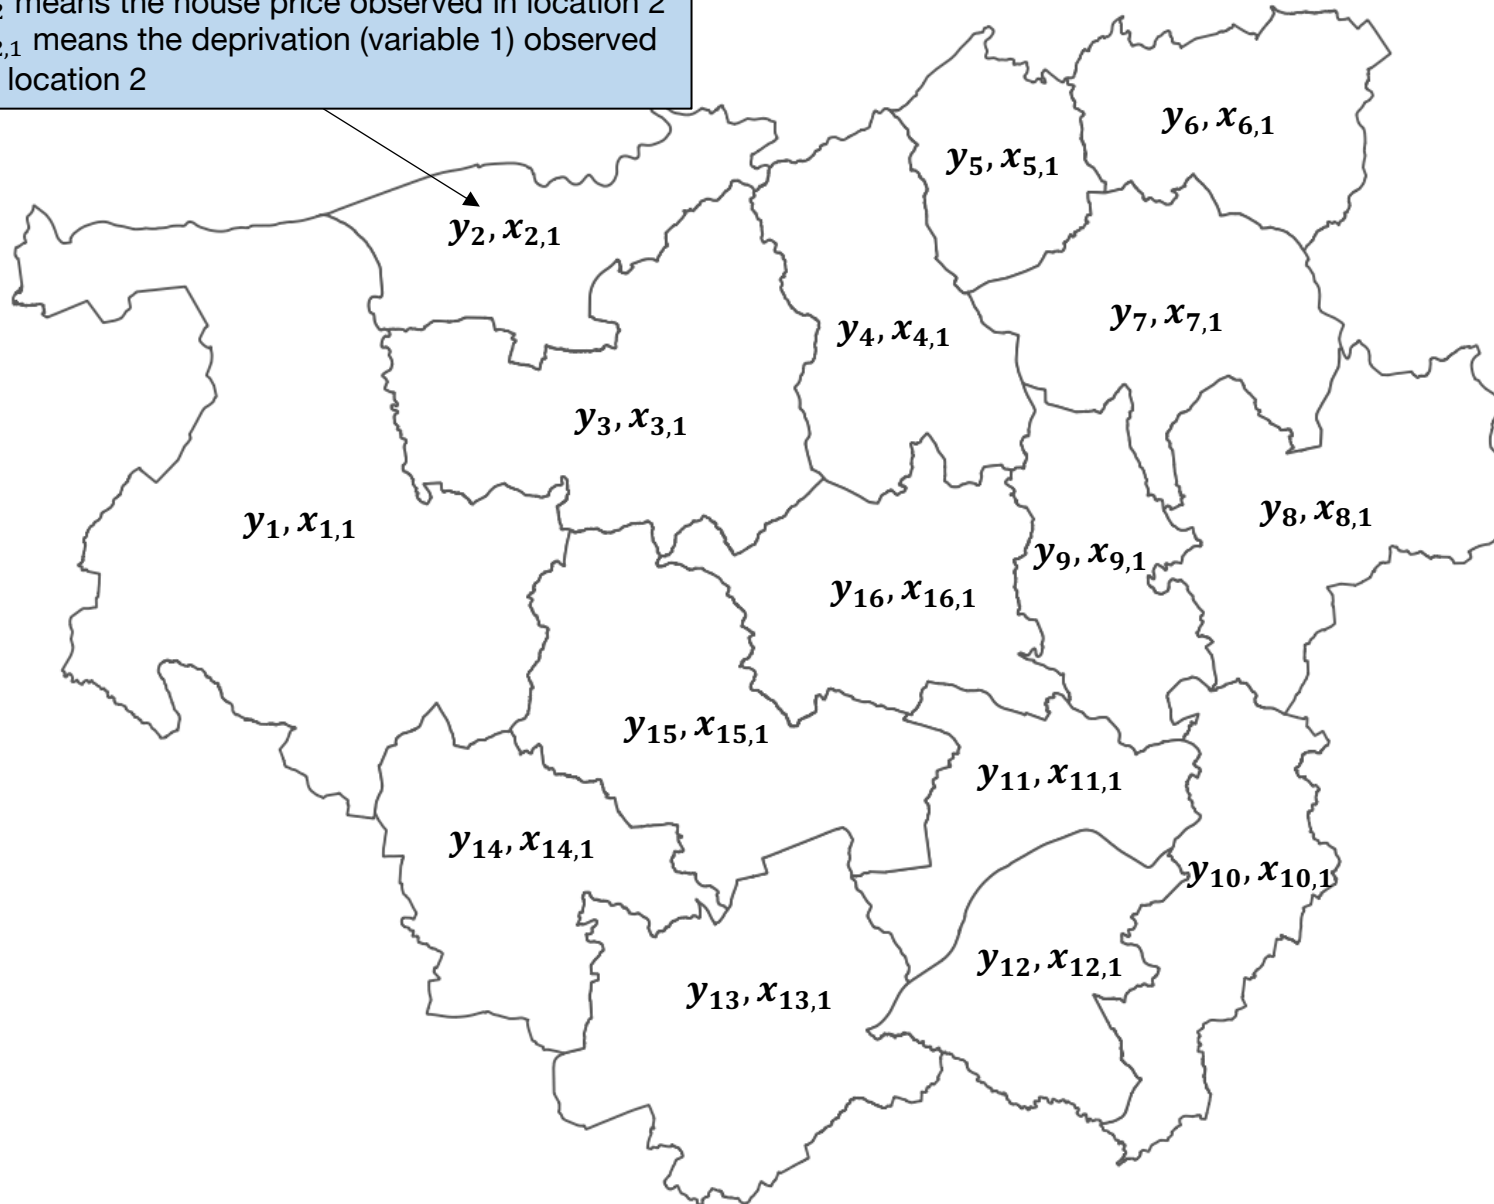 ₂ means the house price observed in location 2
₂,₁ means the deprivation (variable 1) observed
location 2
y₆, x₆,₁
y₅, x₅,₁
y₂, x₂,₁
y₇, x₇,₁
y₄, x₄,₁
y₃, x₃,₁
y₈, x₈,₁
y₁, x₁,₁
y₉, x₉,₁
y₁₆, x₁₆,₁
y₁₅, x₁₅,₁
y₁₁, x₁₁,₁
y₁₄, x₁₄,₁
y₁₀, x₁₀,₁
y₁₂, x₁₂,₁
y₁₃, x₁₃,₁